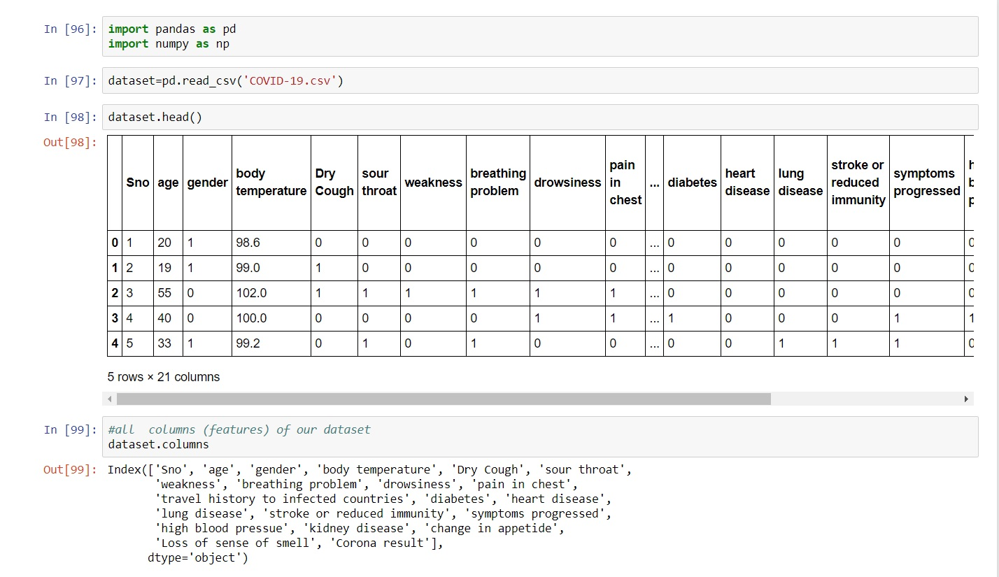 In [96]: import pandas as pd
import numpy as np
In [97]: dataset=pd.read_csv('COVID-19.csv')
In [98]: dataset.head()
Out[98]:
Sno age gender body temperature Dry Cough sour throat weakness breathing problem drowsiness pain in chest ... diabetes heart disease lung disease stroke or reduced immunity symptoms progressed
0 1 20 1 98.6 0 0 0 0 0 0 ... 0 0 0 0 0 0
1 2 19 1 99.0 1 0 0 0 0 0 ... 0 0 0 0 0 0
2 3 55 0 102.0 1 1 1 1 1 1 ... 0 0 0 0 0 0
3 4 40 0 100.0 0 0 0 0 1 1 ... 1 0 0 0 1 1
4 5 33 1 99.2 0 1 0 1 0 0 ... 0 0 1 1 1 0
5 rows × 21 columns
In [99]: #all  columns (features) of our dataset
dataset.columns
Out[99]: Index(['Sno', 'age', 'gender', 'body temperature', 'Dry Cough', 'sour throat',
'weakness', 'breathing problem', 'drowsiness', 'pain in chest',
'travel history to infected countries', 'diabetes', 'heart disease',
'lung disease', 'stroke or reduced immunity', 'symptoms progressed',
'high blood pressue', 'kidney disease', 'change in appetide',
'Loss of sense of smell', 'Corona result'],
dtype='object')